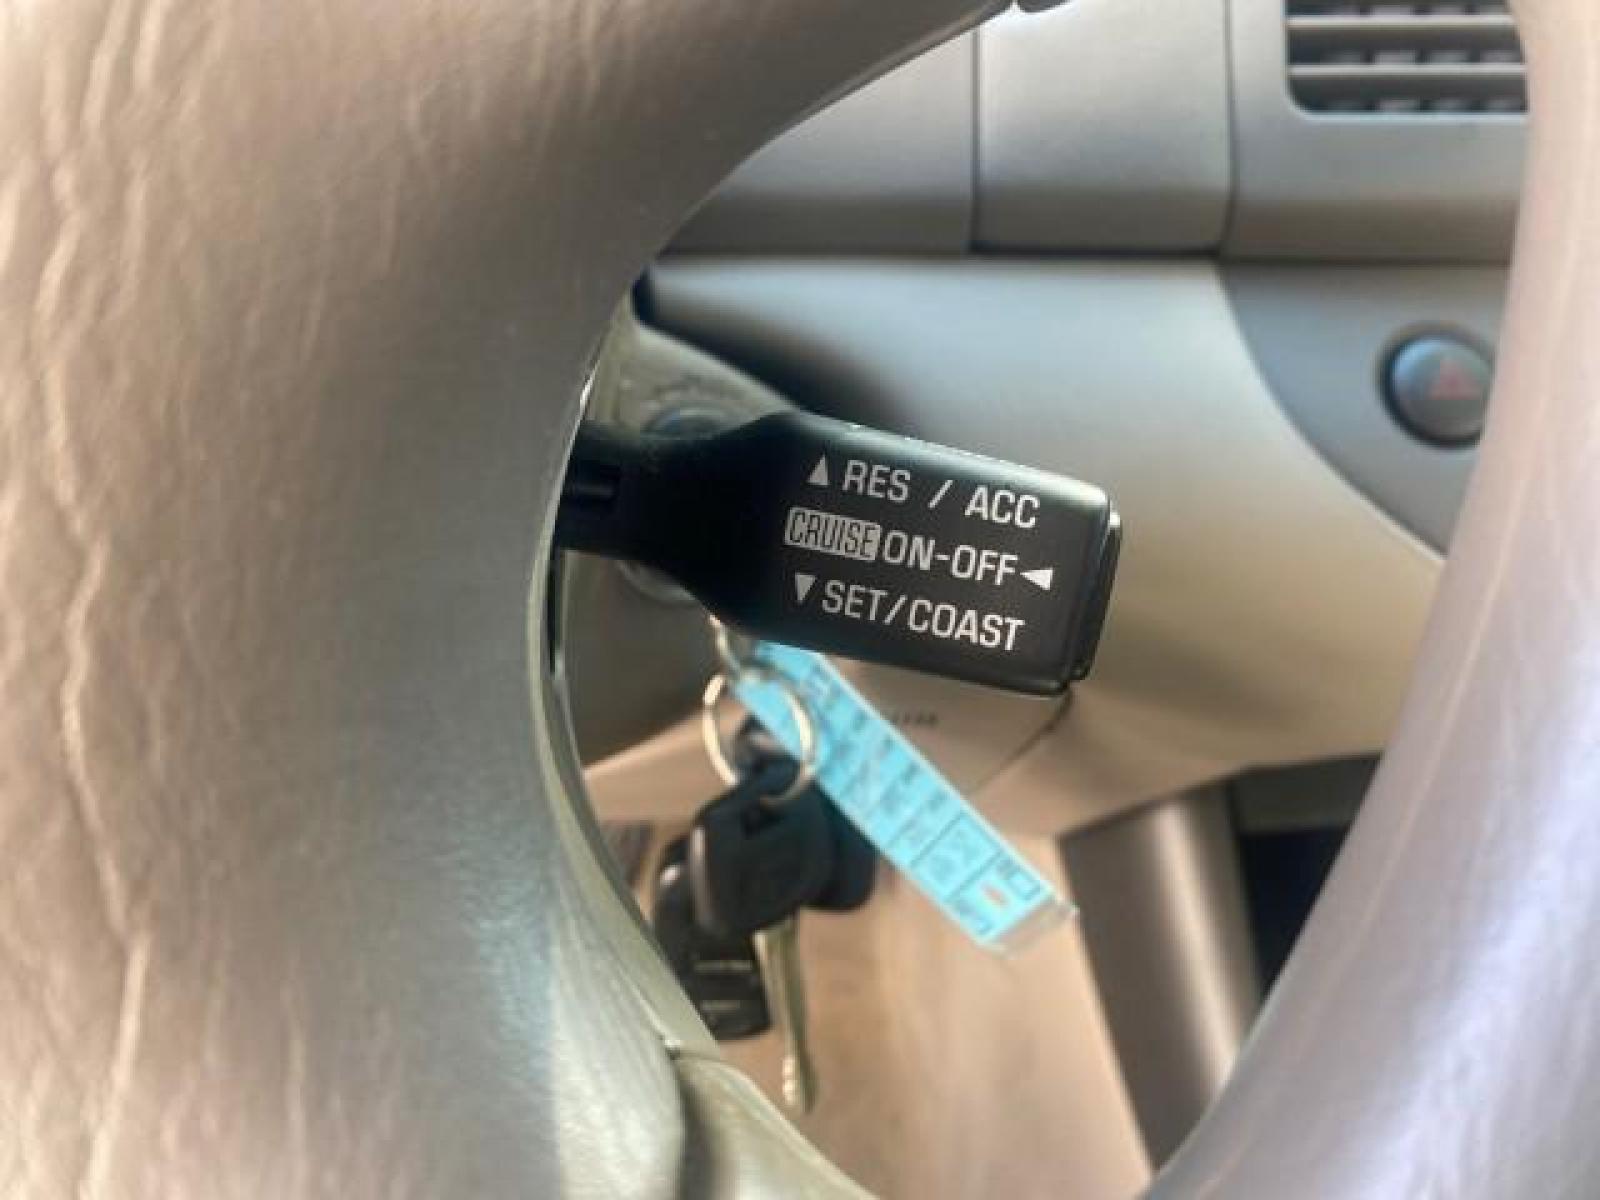 ▲ RES / ACC
CRUISE ON-OFF ◀
▼ SET/COAST